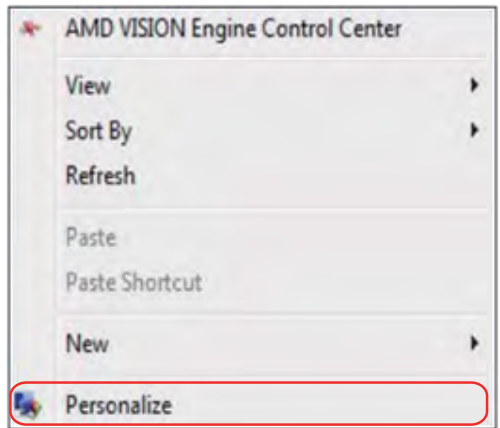 AMD VISION Engine Control Center
View
Sort By
Refresh
Paste
Paste Shortcut
New
Personalize